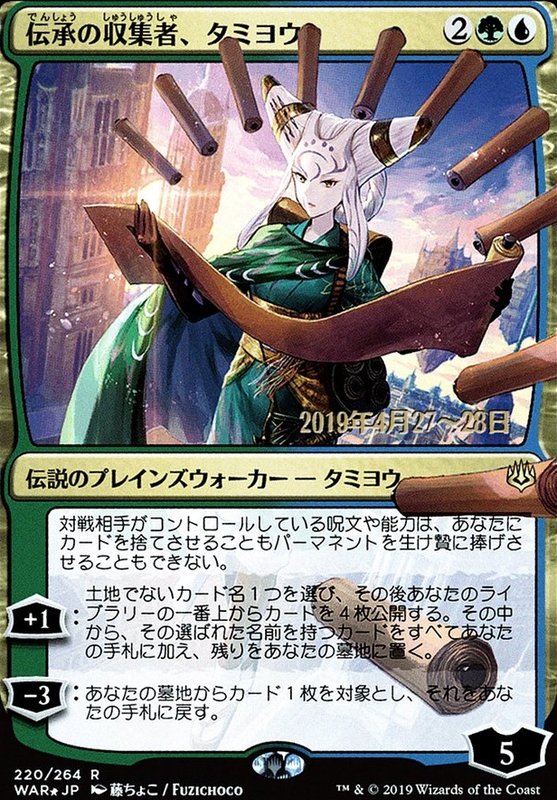 でんしょう しゅうしゅうしゃ
伝承の収集者、タミヨウ 2
2019年4月27～28日
伝説のプレインズウォーカー — タミヨウ
対戦相手がコントロールしている呪文や能力は、あなたに
カードを捨てさせることもパーマネントを生け贄に捧げさ
せることもできない。
+1 : 土地でないカード名１つを選び、その後あなたのライ
ブラリーの一番上からカードを４枚公開する。その中
から、その選ばれた名前を持つカードをすべてあなた
の手札に加え、残りをあなたの墓地に置く。
-3 : あなたの墓地からカード１枚を対象とし、それをあな
たの手札に戻す。
5
220/264 R
WAR★JP 藤ちょこ / FUZICHOCO
™ & © 2019 Wizards of the Coast